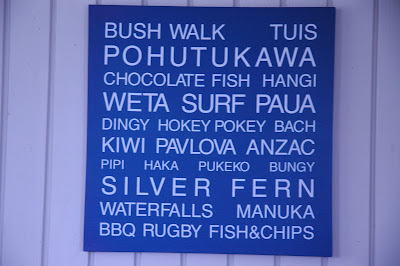 BUSH WALK TUIS
POHUTUKAWA
CHOCOLATE FISH HANGI
WETA SURF PAUA
DINGY HOKEY POKEY BACH
KIWI PAVLOVA ANZAC
PIPI HAKA PUKEKO BUNGY
SILVER FERN
WATERFALLS MANUKA
BBQ RUGBY FISH&CHIPS